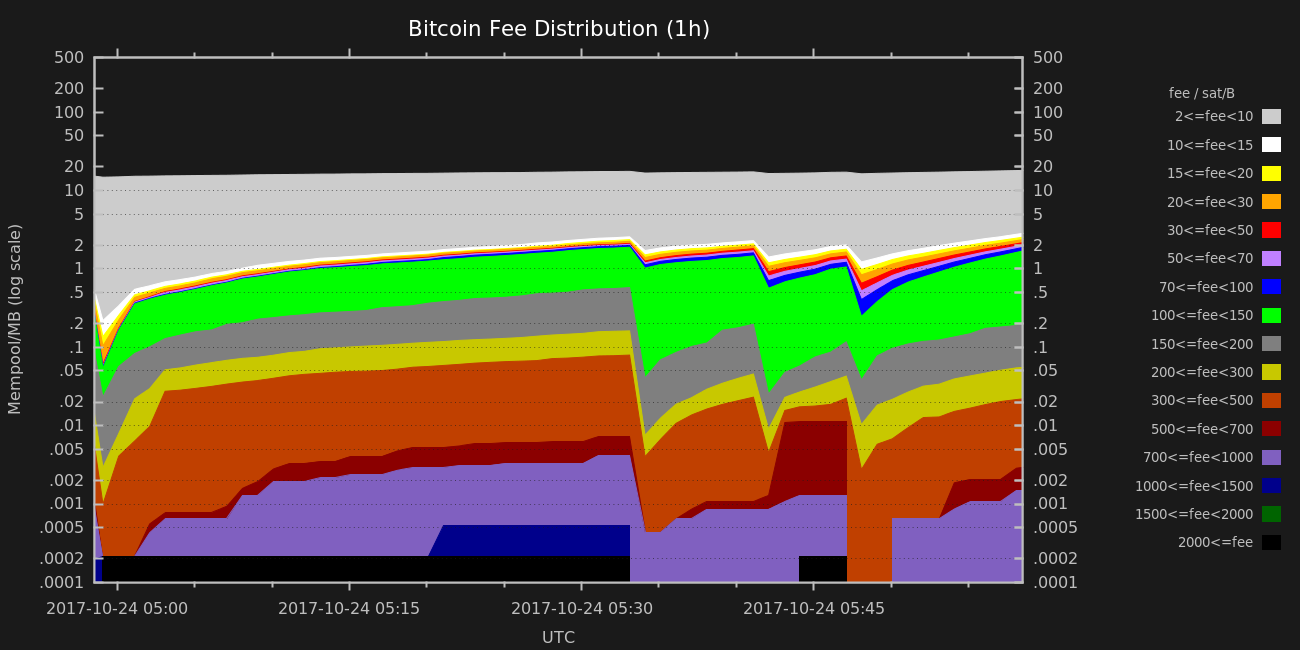 Bitcoin Fee Distribution (1h)
500
200
100
50
20
10
5
2
1
.5
.2
.1
.05
.02
.01
.005
.002
.001
.0005
.0002
.0001
Mempool/MB (log scale)
500
200
100
50
20
10
5
2
1
.5
.2
.1
.05
.02
.01
.005
.002
.001
.0005
.0002
.0001
2017-10-24 05:00
2017-10-24 05:15
2017-10-24 05:30
2017-10-24 05:45
UTC
fee / sat/B
2<=fee<10
10<=fee<15
15<=fee<20
20<=fee<30
30<=fee<50
50<=fee<70
70<=fee<100
100<=fee<150
150<=fee<200
200<=fee<300
300<=fee<500
500<=fee<700
700<=fee<1000
1000<=fee<1500
1500<=fee<2000
2000<=fee